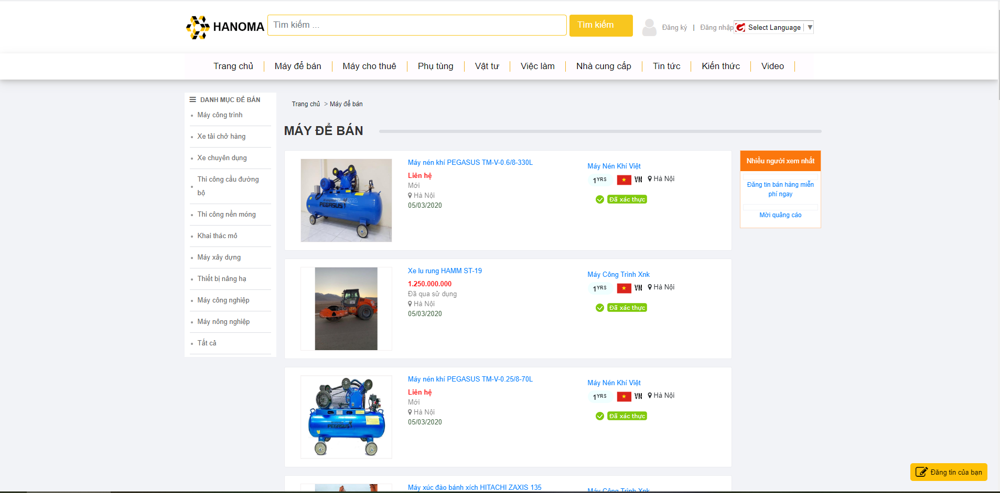 HANOMA
Tìm kiếm ...
Tìm kiếm
Đăng ký | Đăng nhập
Select Language ▼
Trang chủ
Máy để bán
Máy cho thuê
Phụ tùng
Vật tư
Việc làm
Nhà cung cấp
Tin tức
Kiến thức
Video
DANH MỤC ĐỂ BÁN
Máy công trình
Xe tải chở hàng
Xe chuyên dụng
Thi công cầu đường
bộ
Thi công nền móng
Khai thác mỏ
Máy xây dựng
Thiết bị nâng hạ
Máy công nghiệp
Máy nông nghiệp
Tất cả
Trang chủ > Máy để bán
MÁY ĐỂ BÁN
PEGASUS
Máy nén khí PEGASUS TM-V-0.6/8-330L
Liên hệ
Mới
Hà Nội
05/03/2020
Máy Nén Khí Việt
1YRS VN Hà Nội
Đã xác thực
Xe lu rung HAMM ST-19
1.250.000.000
Đã qua sử dụng
Hà Nội
05/03/2020
Máy Công Trình Xnk
1YRS VN Hà Nội
Đã xác thực
PEGASUS
Máy nén khí PEGASUS TM-V-0.25/8-70L
Liên hệ
Mới
Hà Nội
05/03/2020
Máy Nén Khí Việt
1YRS VN Hà Nội
Đã xác thực
Máy xúc đào bánh xích HITACHI ZAXIS 135
Máy Công Trình Xnk
Nhiều người xem nhất
Đăng tin bán hàng miễn
phí ngay
Mời quảng cáo
Đăng tin của bạn